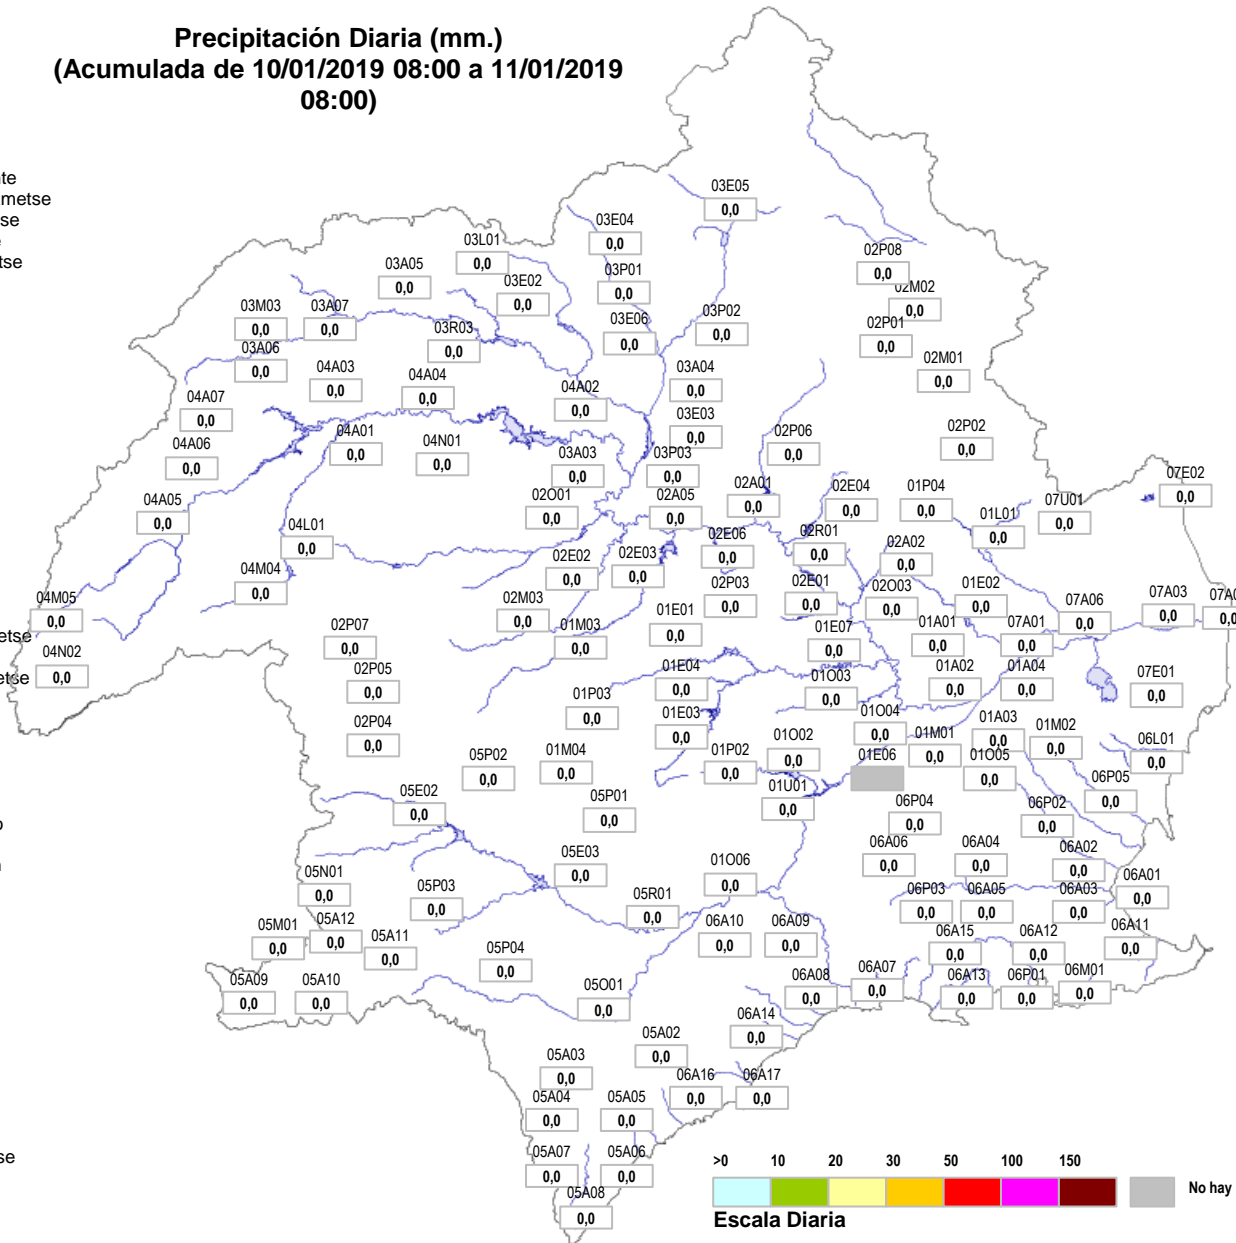 Precipitación Diaria (mm.)
(Acumulada de 10/01/2019 08:00 a 11/01/2019
08:00)
03E05
0,0
03E04
0,0
03L01
0,0
02P08
0,0
03A05
0,0
03P01
0,0
03E02
0,0
02M02
0,0
03M03
0,0
03A07
0,0
03P02
0,0
03E06
0,0
03R03
0,0
02P01
0,0
03A06
0,0
04A03
0,0
04A04
0,0
03A04
0,0
02M01
0,0
04A02
0,0
04A07
0,0
03E03
0,0
04A01
0,0
04N01
0,0
02P06
0,0
02P02
0,0
04A06
0,0
03A03
0,0
03P03
0,0
07E02
0,0
04A05
0,0
02O01
0,0
02A05
0,0
02A01
0,0
02E04
0,0
01P04
0,0
07U01
0,0
01L01
0,0
04L01
0,0
02E06
0,0
02R01
0,0
02A02
0,0
02E02
0,0
02E03
0,0
04M04
0,0
02P03
0,0
02E01
0,0
02O03
0,0
01E02
0,0
07A03
0,0
04M05
0,0
02M03
0,0
01E01
0,0
07A06
0,0
0,0
etse
02P07
0,0
01M03
0,0
01E07
0,0
01A01
0,0
07A01
0,0
04N02
0,0
etse
02P05
0,0
01E04
0,0
01O03
0,0
01A02
0,0
01A04
0,0
07E01
0,0
01P03
0,0
01E03
0,0
01O04
0,0
02P04
0,0
01A03
0,0
01M02
0,0
01M01
0,0
06L01
0,0
05P02
0,0
01M04
0,0
01P02
0,0
01O02
0,0
01E06
01O05
0,0
05E02
0,0
05P01
0,0
01U01
0,0
06P05
0,0
06P04
0,0
06P02
0,0
05E03
0,0
01O06
0,0
06A06
0,0
06A04
0,0
06A02
0,0
05N01
0,0
05P03
0,0
05R01
0,0
06P03
0,0
06A05
0,0
06A03
0,0
06A01
0,0
05M01
0,0
05A12
0,0
05A11
0,0
06A10
0,0
06A09
0,0
06A15
0,0
06A12
0,0
06A11
0,0
05P04
0,0
05A09
0,0
05A10
0,0
05O01
0,0
06A08
0,0
06A07
0,0
06A13
0,0
06P01
0,0
06M01
0,0
06A14
0,0
05A02
0,0
05A03
0,0
06A16
0,0
06A17
0,0
05A04
0,0
05A05
0,0
05A07
0,0
05A06
0,0
05A08
0,0
>0 10 20 30 50 100 150
No hay
Escala Diaria